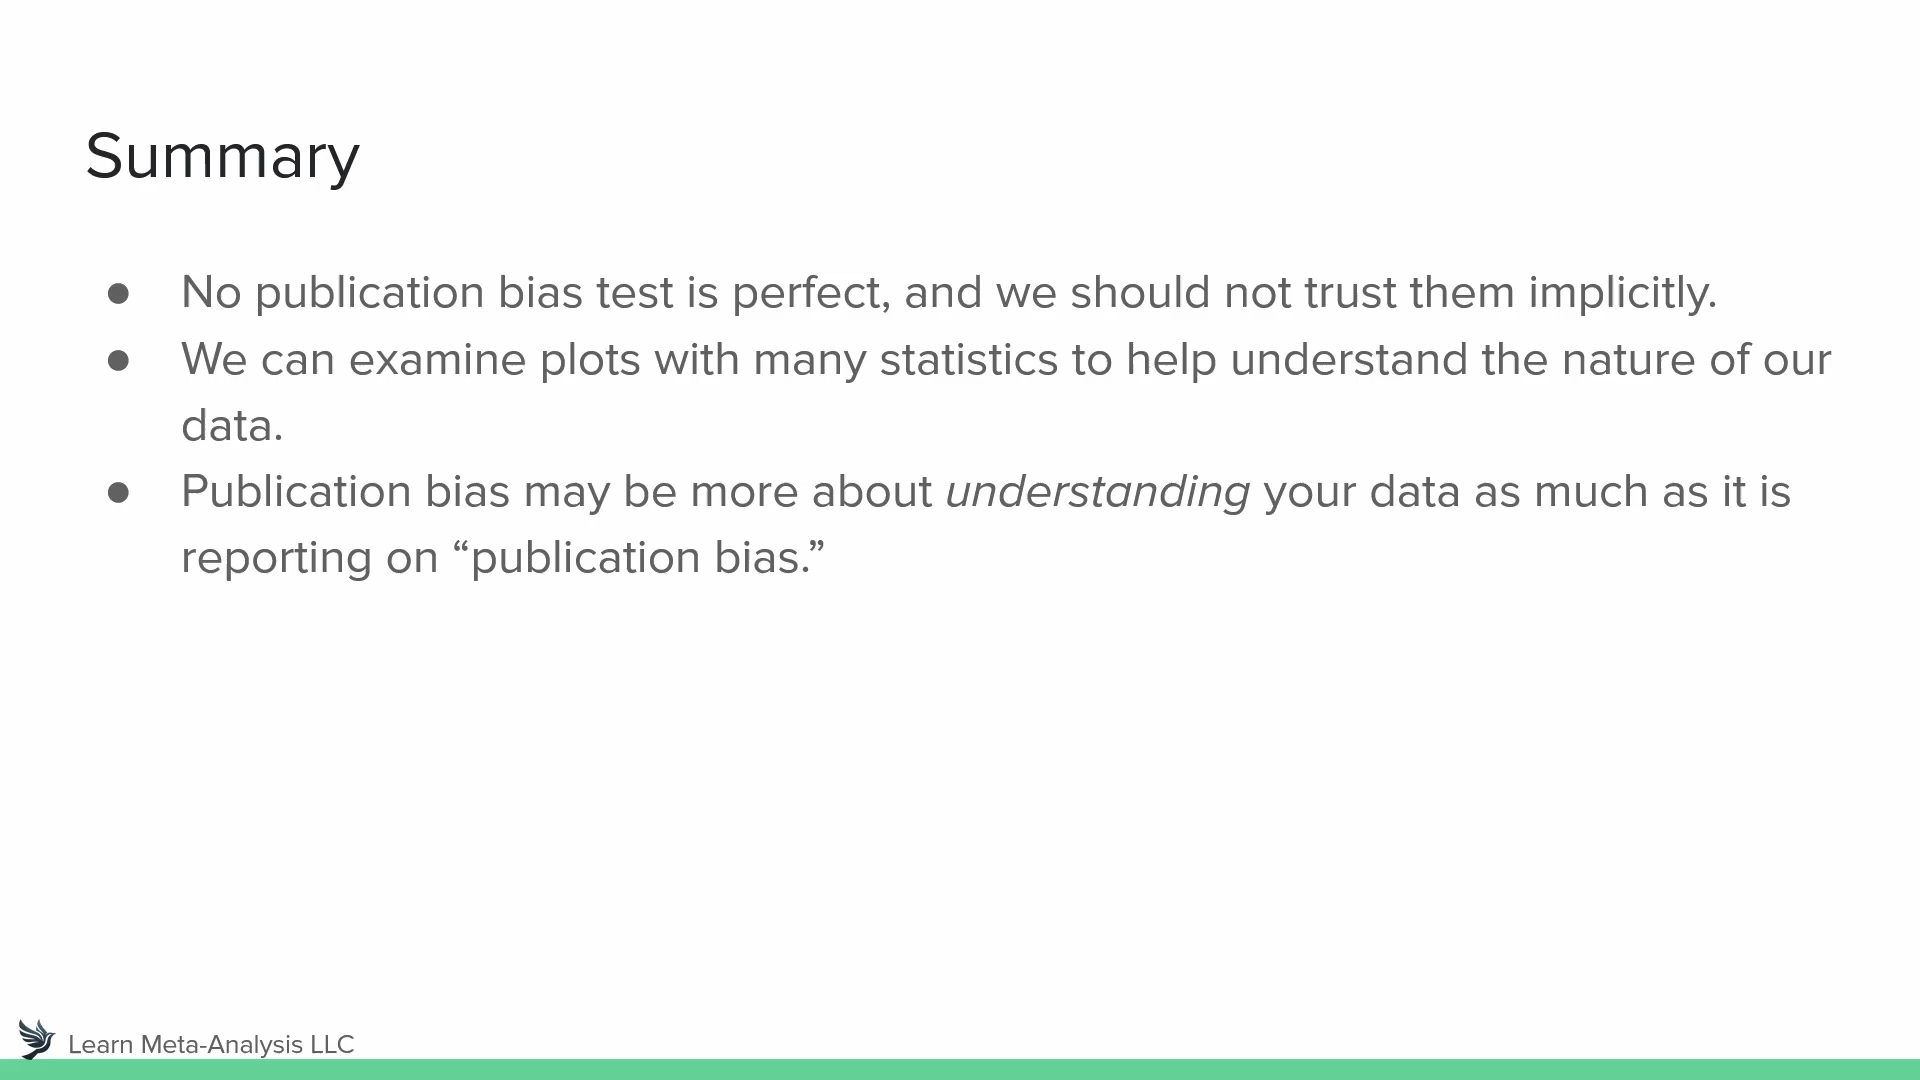 Summary
● No publication bias test is perfect, and we should not trust them implicitly.
● We can examine plots with many statistics to help understand the nature of our
data.
● Publication bias may be more about understanding your data as much as it is
reporting on “publication bias.”
Learn Meta-Analysis LLC